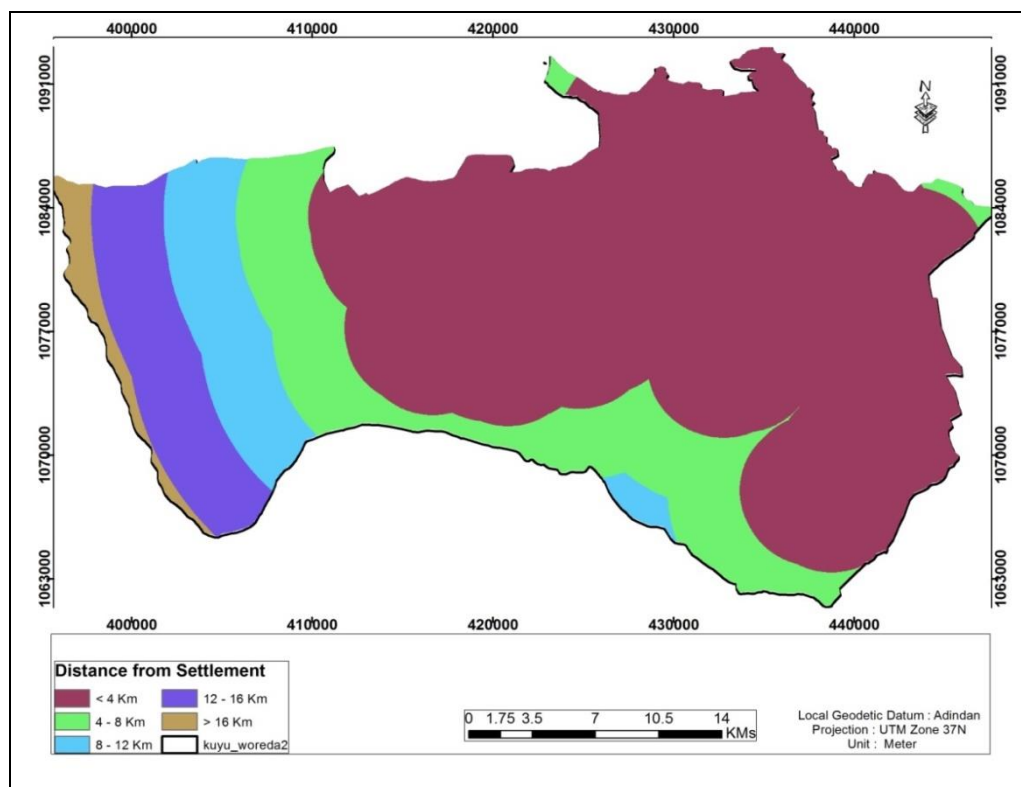 400000 410000 420000 430000 440000
N
1091000 1091000
1084000 1084000
1077000 1077000
1070000 1070000
1063000 1063000
400000 410000 420000 430000 440000
Distance from Settlement
< 4 Km 12 - 16 Km
4 - 8 Km > 16 Km
8 - 12 Km kuyu_woreda2
0 1.75 3.5 7 10.5 14
KMs
Local Geodetic Datum : Adindan
Projection : UTM Zone 37N
Unit : Meter